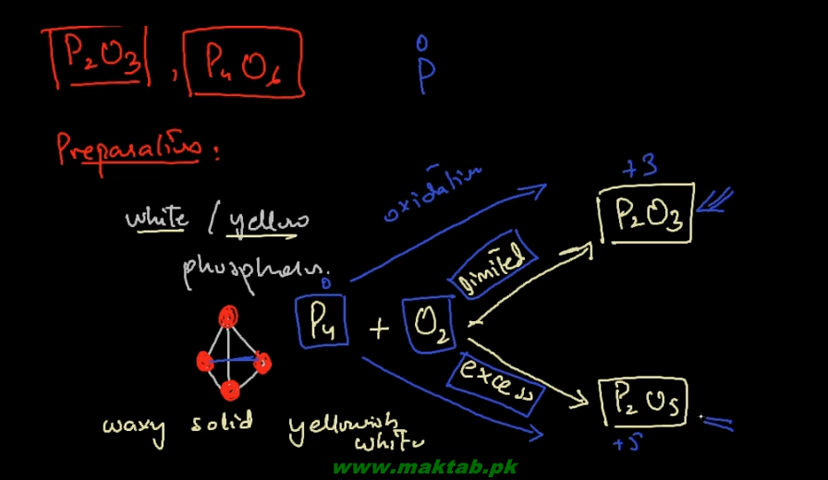 P₂O₃ , P₄O₆
0
P
Preparation :
white / yellow
phosphorus.
oxidation
+3
P₂O₃
limited
0
P₄ + O₂
excess
P₂O₅
+5
waxy solid yellowish
white
www.maktab.pk